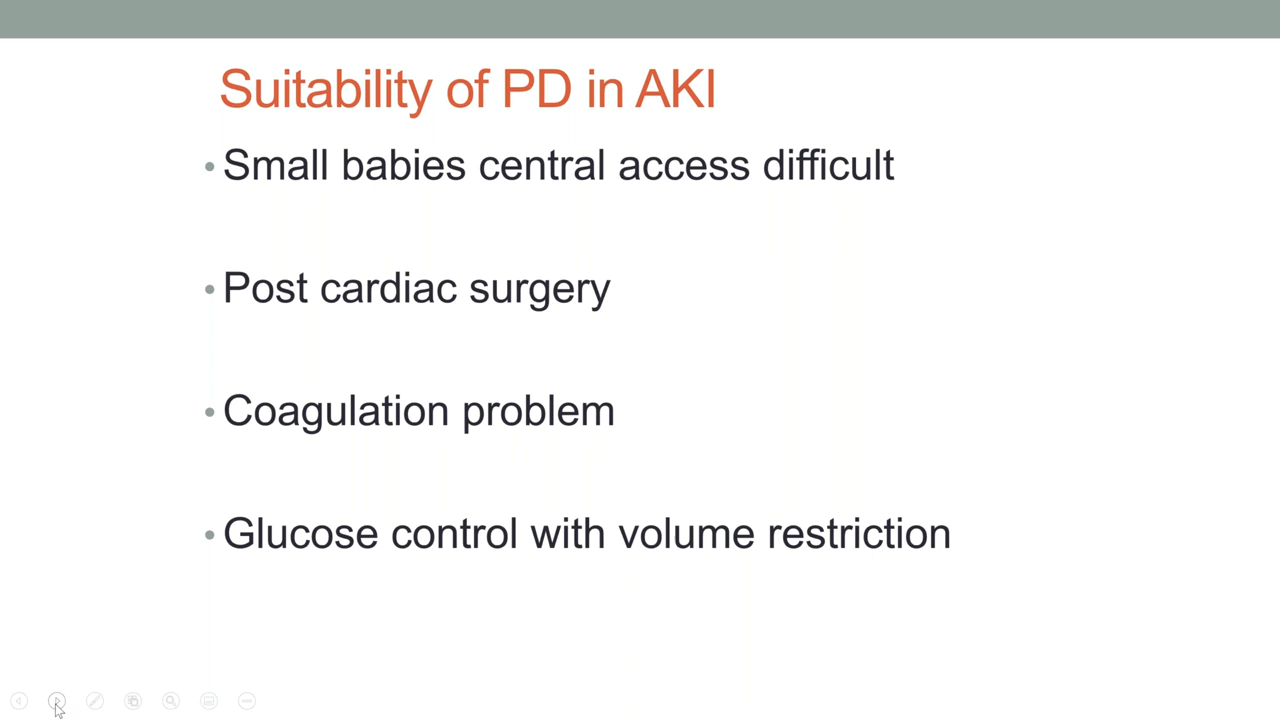 Suitability of PD in AKI
• Small babies central access difficult
• Post cardiac surgery
• Coagulation problem
• Glucose control with volume restriction